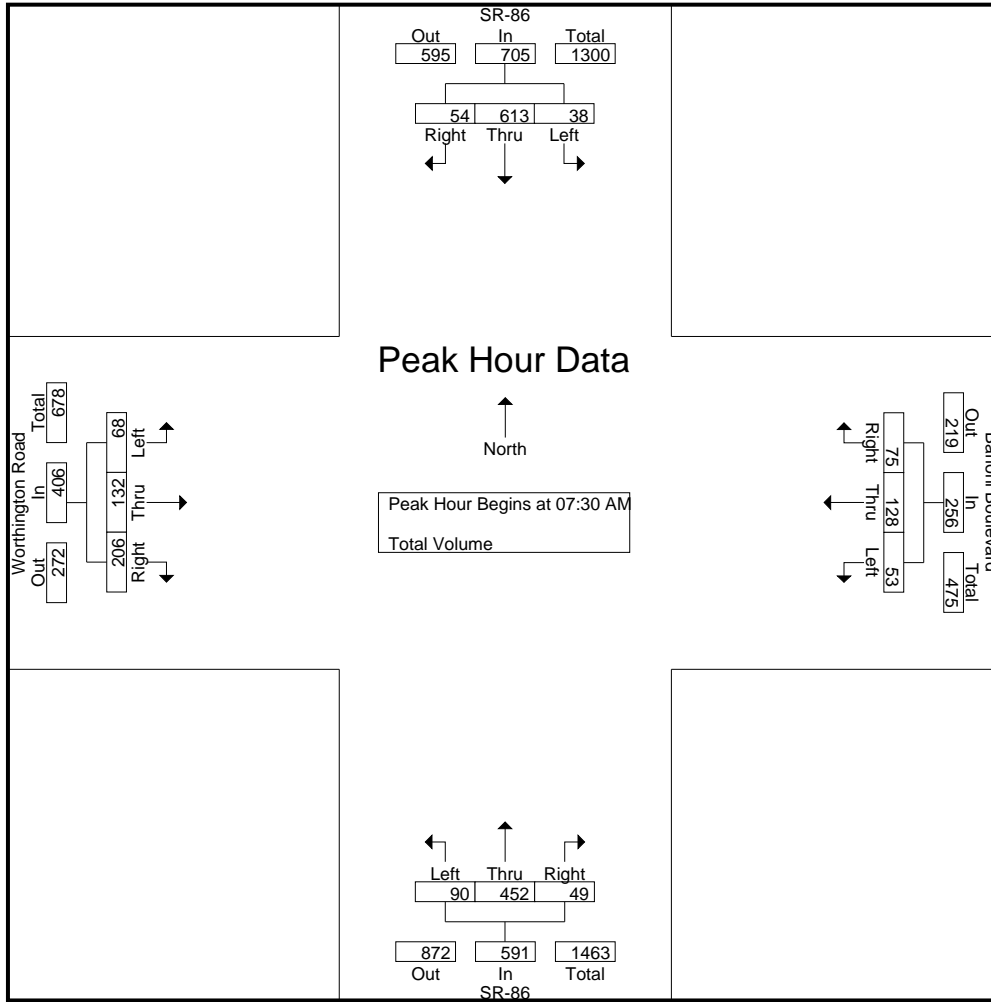 SR-86
Out In Total
595 705 1300
54 613 38
Right Thru Left
Peak Hour Data
North
Peak Hour Begins at 07:30 AM
Total Volume
Worthington Road
Out In Total
272 406 678
68 132 206
Left Thru Right
Boulevard
Out In Total
219 256 475
75 128 53
Right Thru Left
Left Thru Right
90 452 49
872 591 1463
Out In Total
SR-86